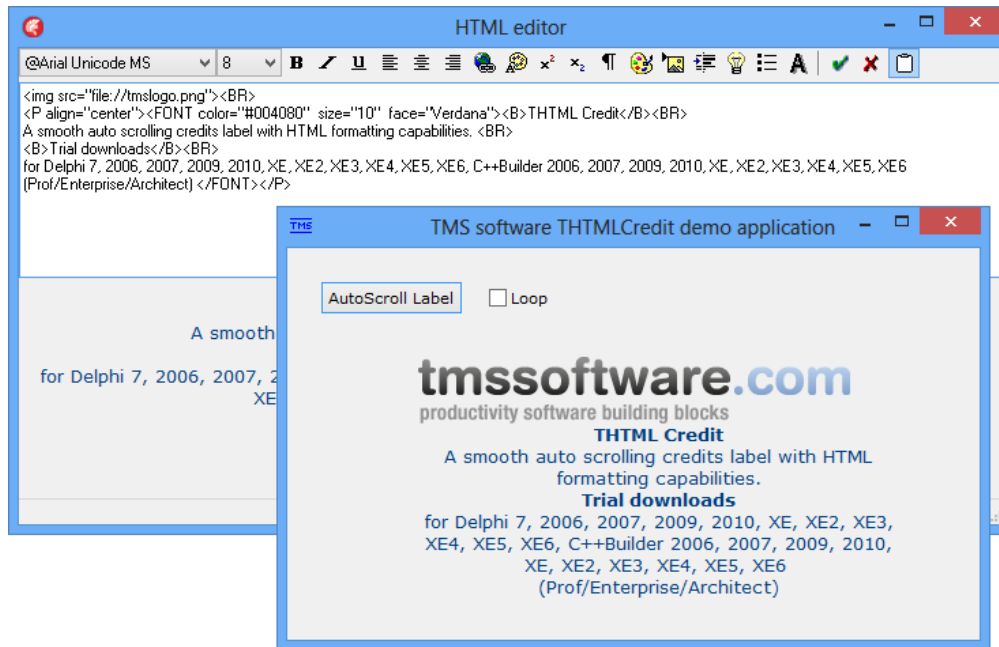 HTML editor
@Arial Unicode MS 8 B I U x² x₂ ¶ A
<img src="file://tmslogo.png"><BR>
<P align="center"><FONT color="#004080" size="10" face="Verdana"><B>THTML Credit</B><BR>
A smooth auto scrolling credits label with HTML formatting capabilities. <BR>
<B>Trial downloads</B><BR>
for Delphi 7, 2006, 2007, 2009, 2010, XE, XE2, XE3, XE4, XE5, XE6, C++Builder 2006, 2007, 2009, 2010, XE, XE2, XE3, XE4, XE5, XE6
(Prof/Enterprise/Architect) </FONT></P>
A smooth
for Delphi 7, 2006, 2007, 2
XE
TMS TMS software THTMLCredit demo application
AutoScroll Label Loop
tmssoftware.com
productivity software building blocks
THTML Credit
A smooth auto scrolling credits label with HTML
formatting capabilities.
Trial downloads
for Delphi 7, 2006, 2007, 2009, 2010, XE, XE2, XE3,
XE4, XE5, XE6, C++Builder 2006, 2007, 2009, 2010,
XE, XE2, XE3, XE4, XE5, XE6
(Prof/Enterprise/Architect)